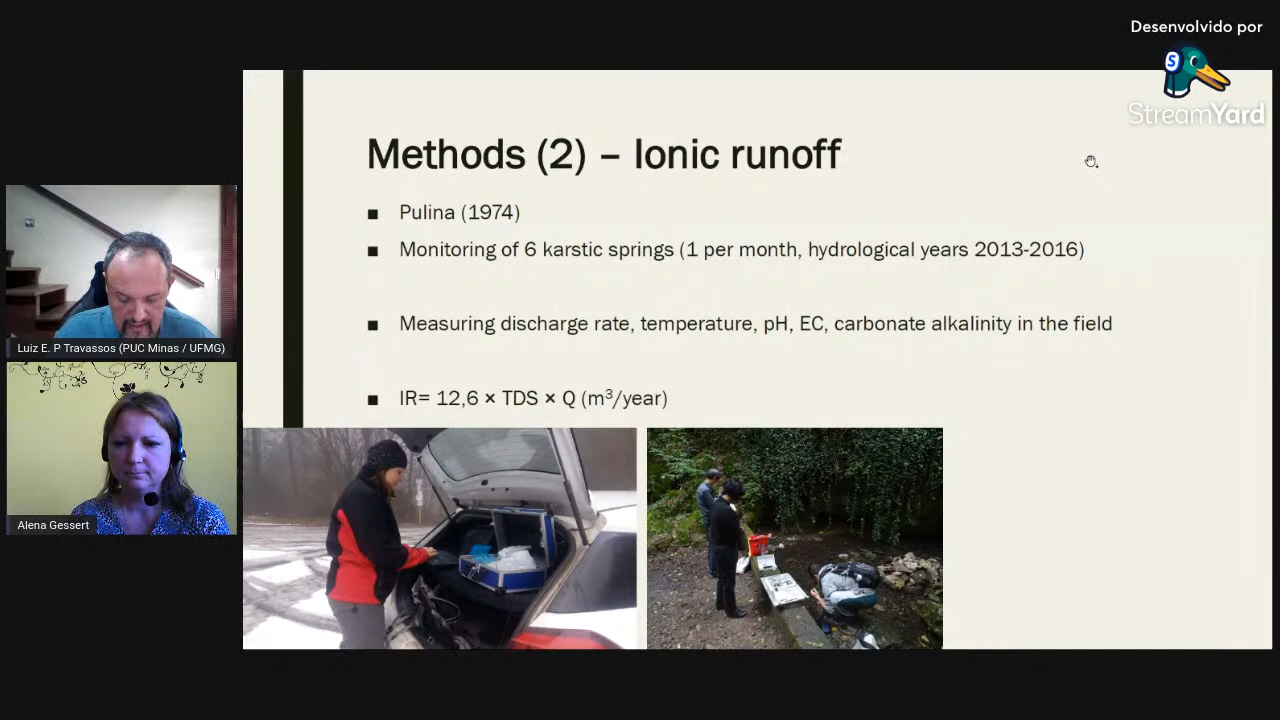 Desenvolvido por
S
StreamYard
Methods (2) – Ionic runoff
■ Pulina (1974)
■ Monitoring of 6 karstic springs (1 per month, hydrological years 2013-2016)
■ Measuring discharge rate, temperature, pH, EC, carbonate alkalinity in the field
■ IR= 12,6 × TDS × Q (m³/year)
Luiz E. P Travassos (PUC Minas / UFMG)
Alena Gessert